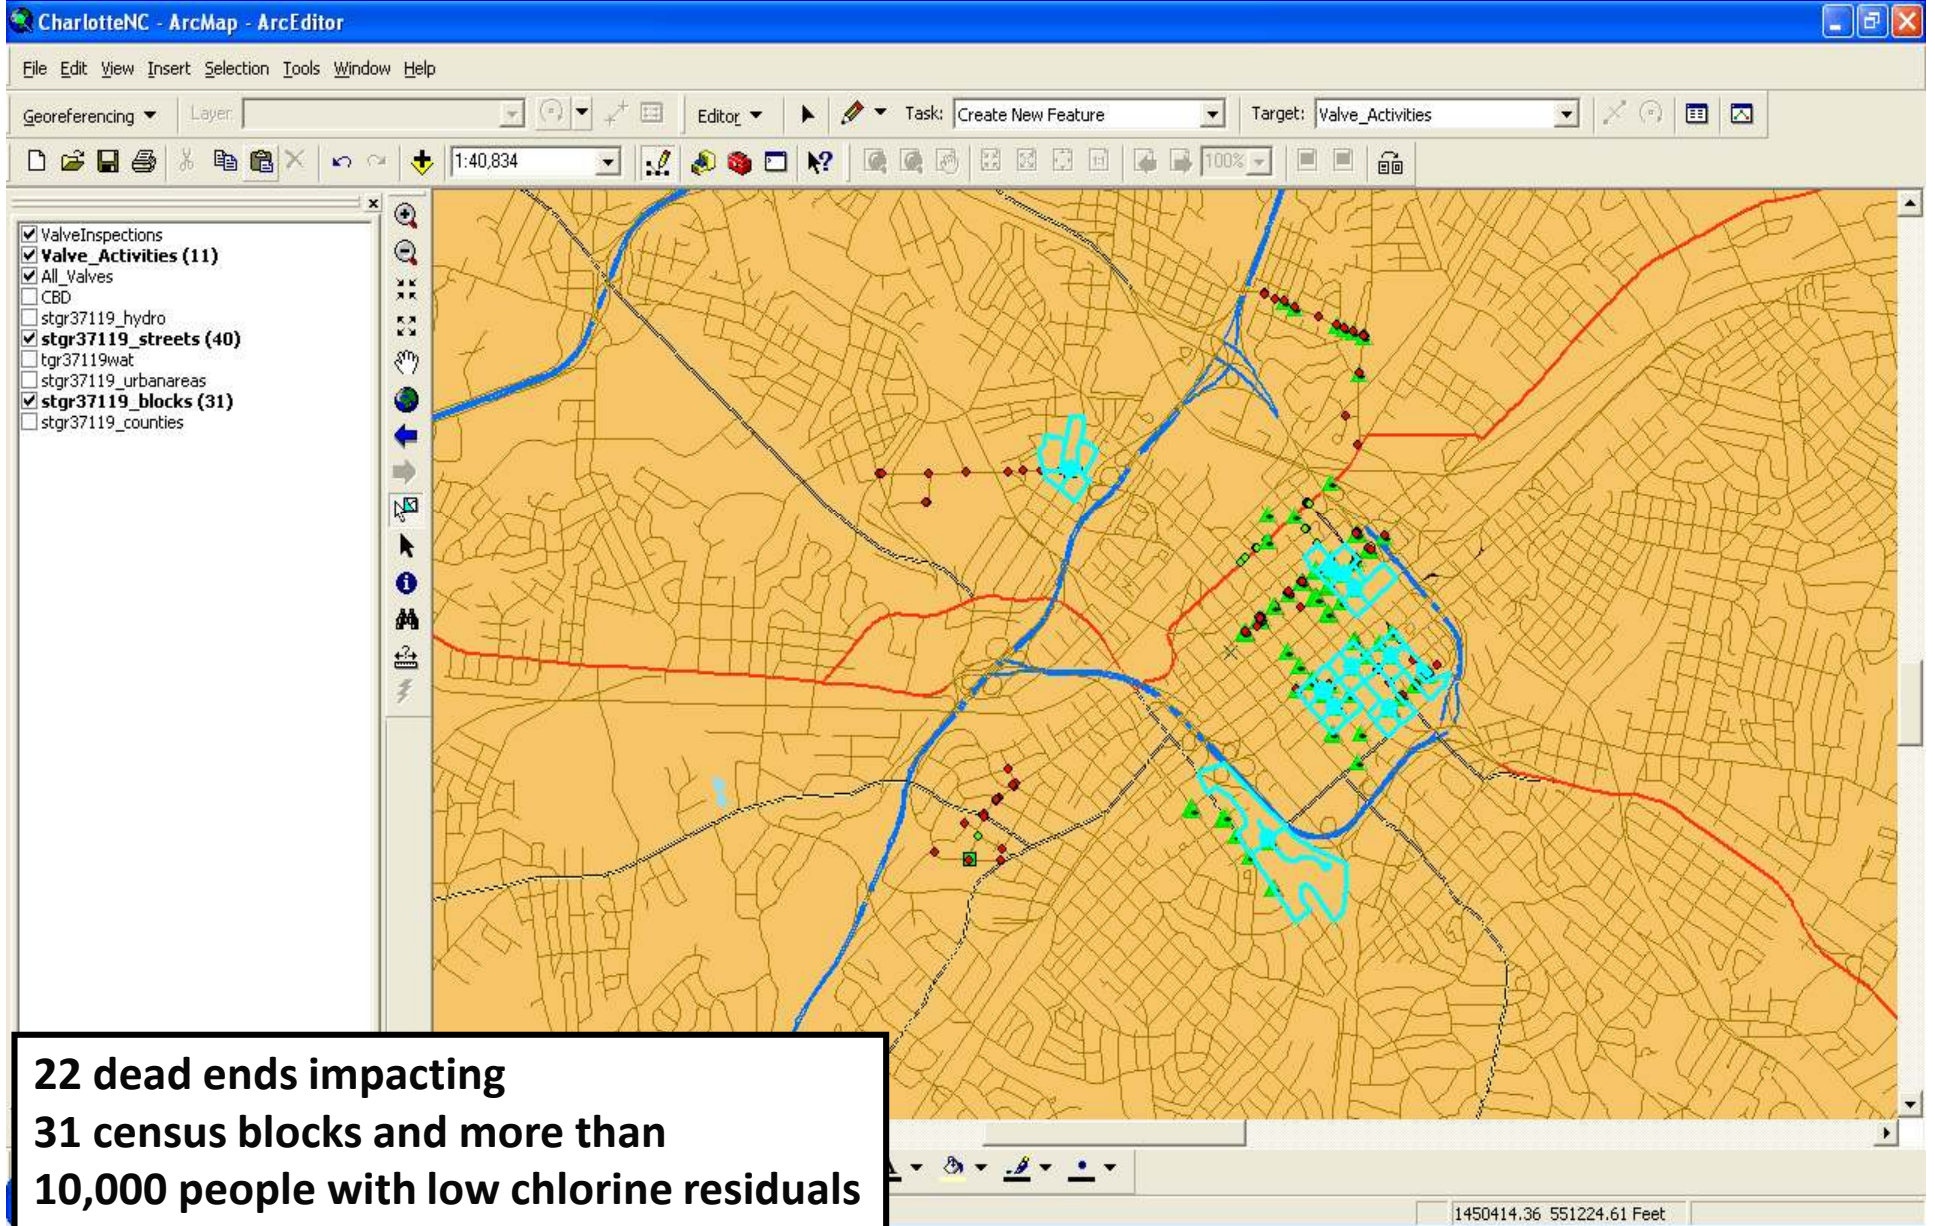 CharlotteNC - ArcMap - ArcEditor
File Edit View Insert Selection Tools Window Help
Georeferencing Layer: Editor Task: Create New Feature Target: Valve_Activities
1:40,834 100%
ValveInspections
Valve_Activities (11)
All_Valves
CBD
stgr37119_hydro
stgr37119_streets (40)
tgr37119wat
stgr37119_urbanareas
stgr37119_blocks (31)
stgr37119_counties
22 dead ends impacting
31 census blocks and more than
10,000 people with low chlorine residuals
1450414.36 551224.61 Feet